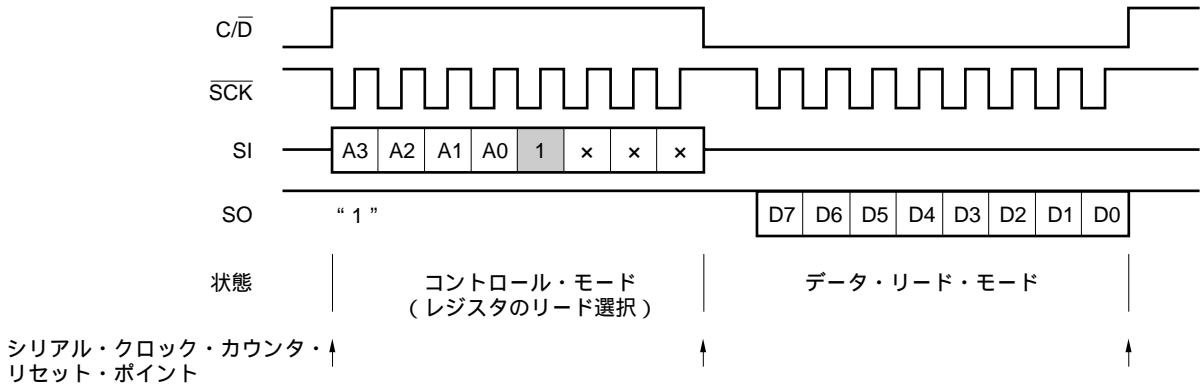 C/D̅
S̅C̅K̅
SI A3 A2 A1 A0 1 × × ×
SO “ 1 ” D7 D6 D5 D4 D3 D2 D1 D0
状態 コントロール・モード データ・リード・モード
( レジスタのリード選択 )
シリアル・クロック・カウンタ・
リセット・ポイント